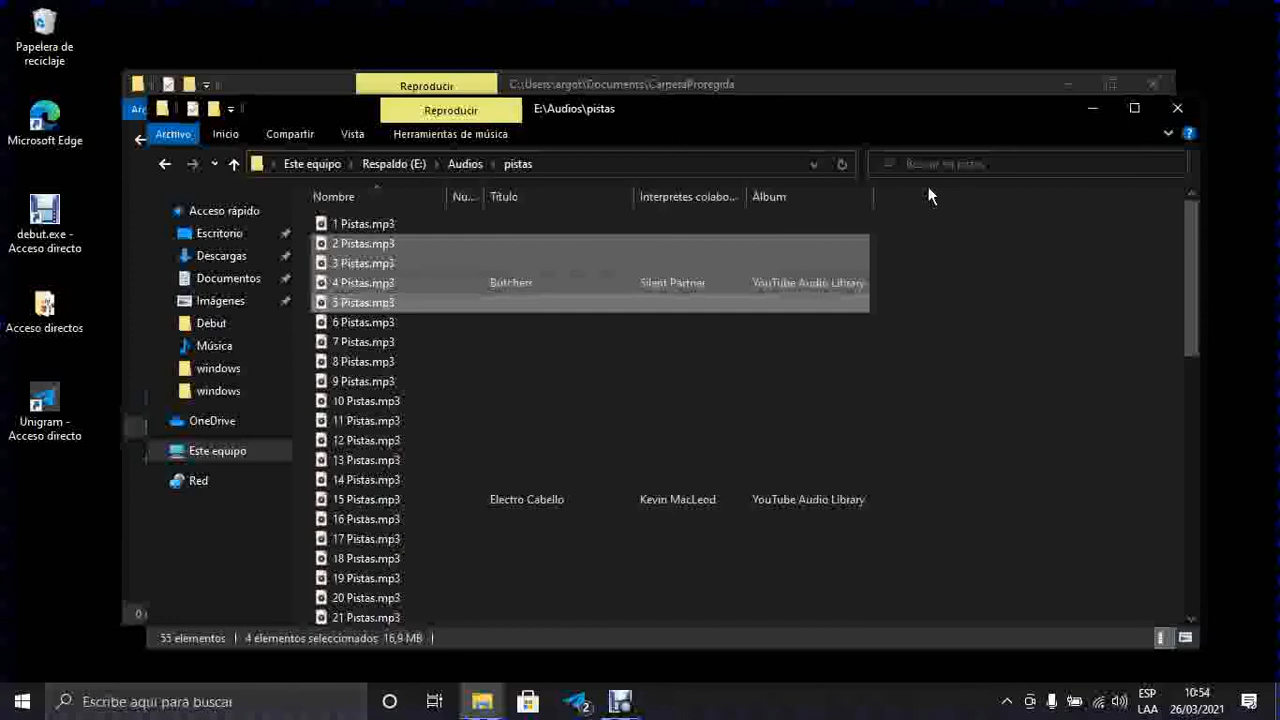 Papelera de
reciclaje
Microsoft Edge
debut.exe -
Acceso directo
Acceso directos
Unigram -
Acceso directo
Reproducir
C:\Users\argot\Documents\CarperaProregida
Reproducir
E:\Audios\pistas
Archivo
Inicio
Compartir
Vista
Herramientas de música
Este equipo
Respaldo (E:)
Audios
pistas
Buscar en pistas
Nombre
Nu...
Título
Intérpretes colabo...
Álbum
Acceso rápido
Escritorio
Descargas
Documentos
Imágenes
Debut
Música
windows
windows
OneDrive
Este equipo
Red
1 Pistas.mp3
2 Pistas.mp3
3 Pistas.mp3
4 Pistas.mp3 Butchers Silent Partner YouTube Audio Library
5 Pistas.mp3
6 Pistas.mp3
7 Pistas.mp3
8 Pistas.mp3
9 Pistas.mp3
10 Pistas.mp3
11 Pistas.mp3
12 Pistas.mp3
13 Pistas.mp3
14 Pistas.mp3
15 Pistas.mp3 Electro Cabello Kevin MacLeod YouTube Audio Library
16 Pistas.mp3
17 Pistas.mp3
18 Pistas.mp3
19 Pistas.mp3
20 Pistas.mp3
21 Pistas.mp3
55 elementos
4 elementos seleccionados 16,9 MB
Escribe aquí para buscar
2
ESP
LAA
10:54
26/03/2021